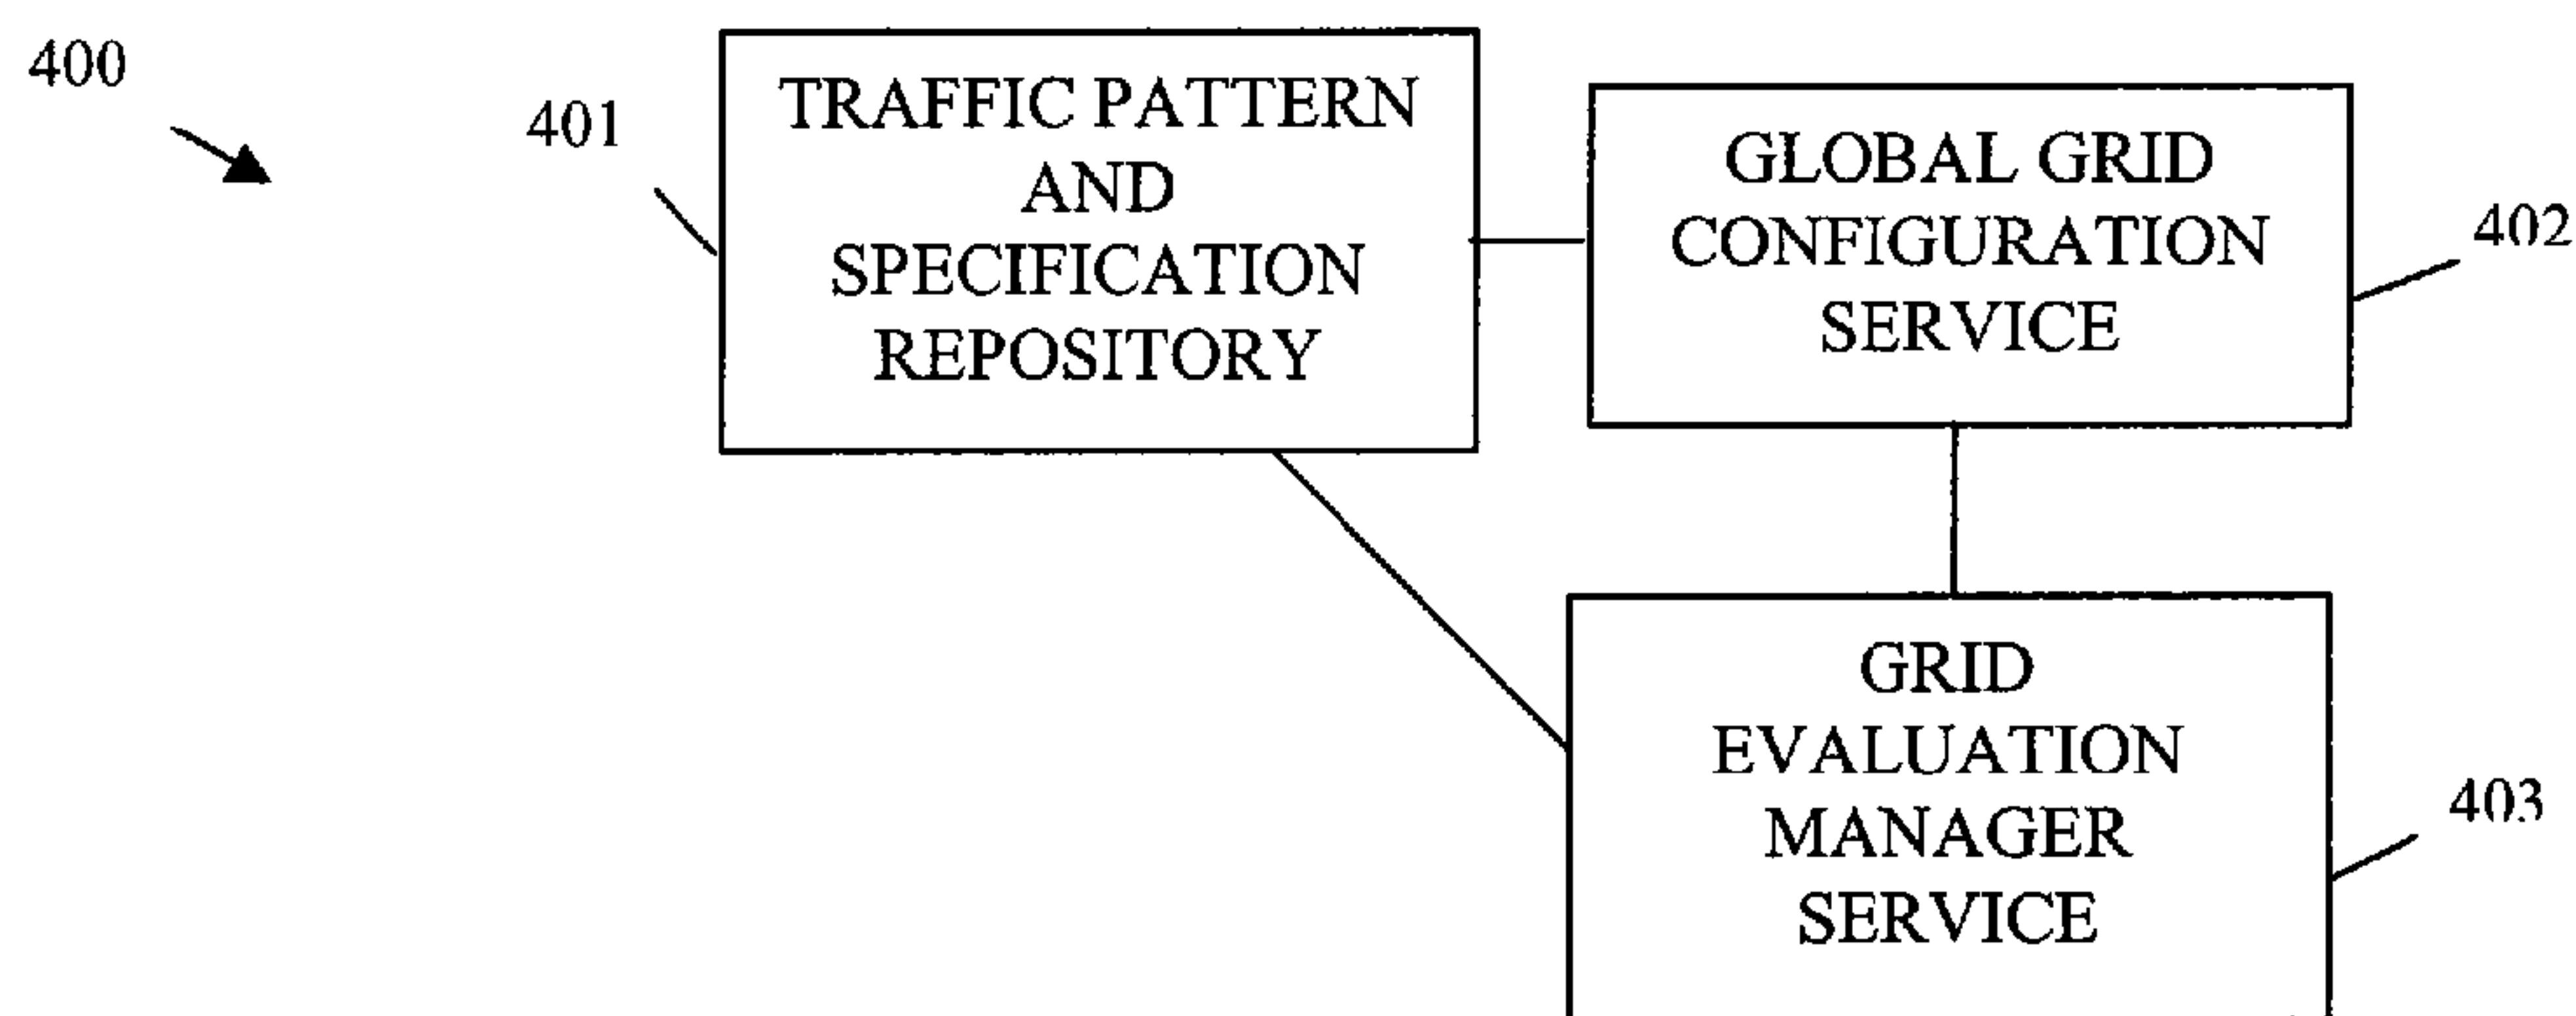 400
401
TRAFFIC PATTERN
AND
SPECIFICATION
REPOSITORY
GLOBAL GRID
CONFIGURATION
SERVICE
402
GRID
EVALUATION
MANAGER
SERVICE
403